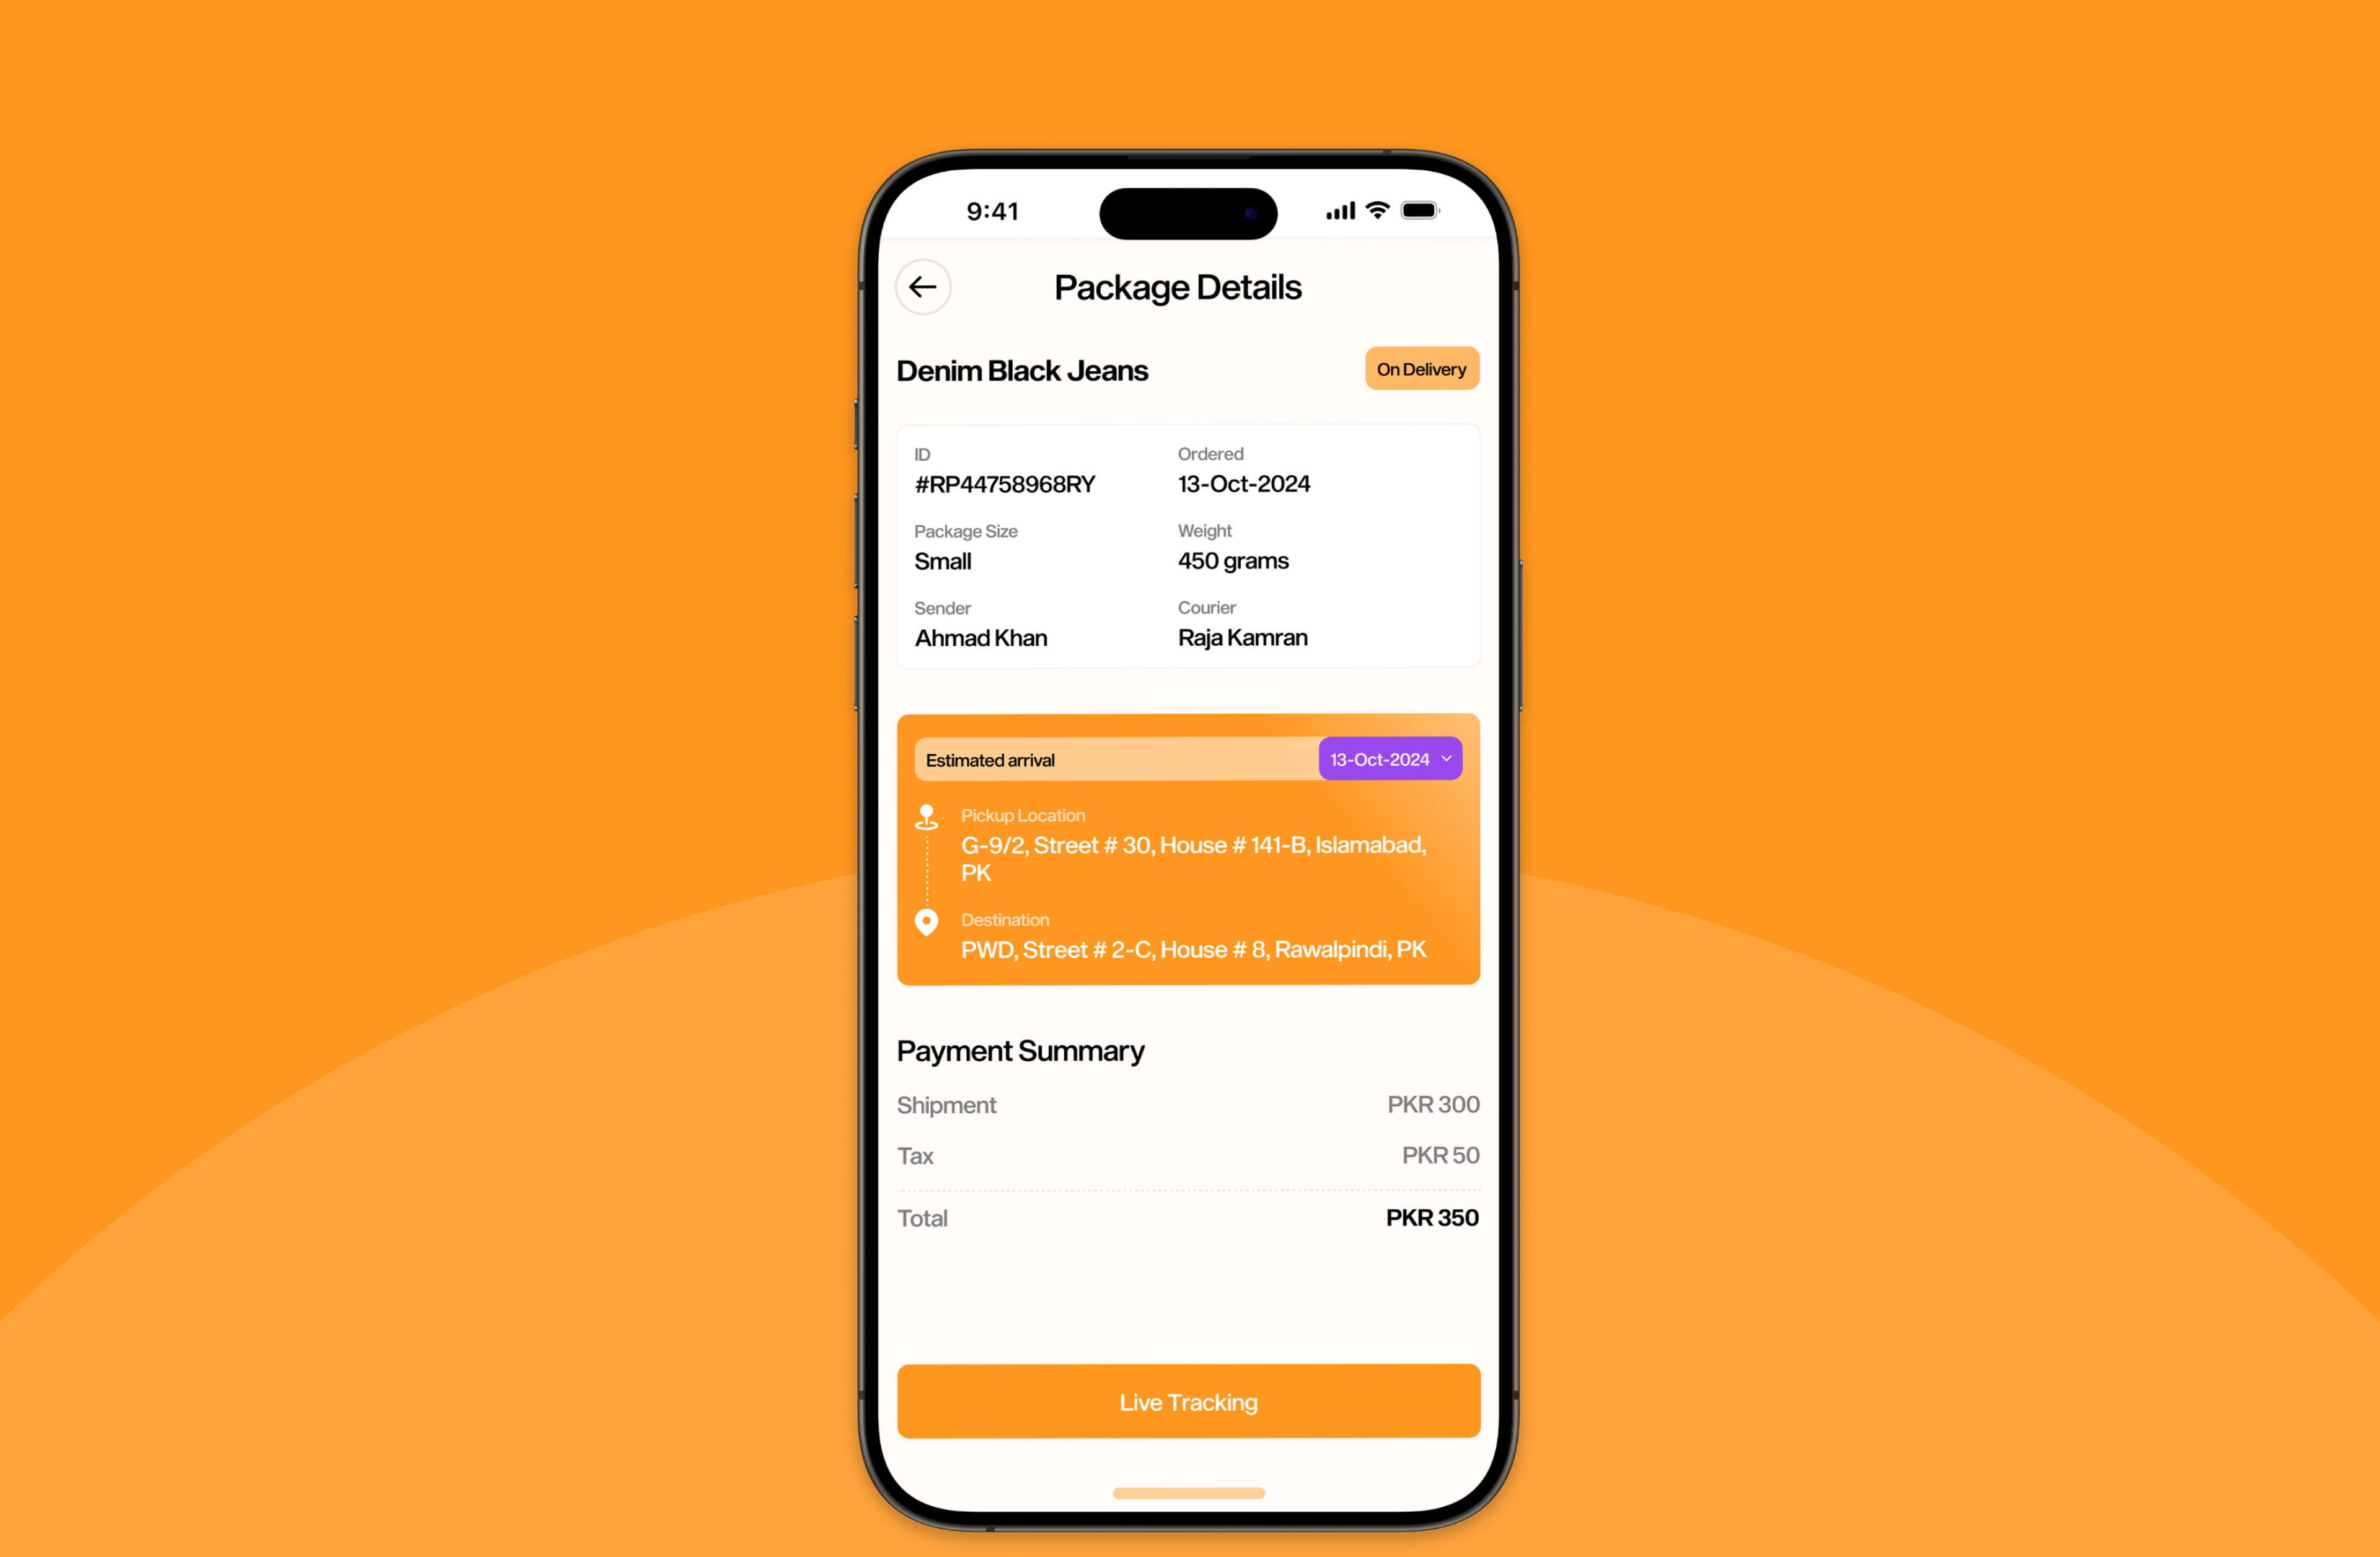 9:41
Package Details
Denim Black Jeans
On Delivery
ID
Ordered
#RP44758968RY
13-Oct-2024
Package Size
Weight
Small
450 grams
Sender
Courier
Ahmad Khan
Raja Kamran
Estimated arrival
13-Oct-2024
Pickup Location
G-9/2, Street # 30, House # 141-B, Islamabad,
PK
Destination
PWD, Street # 2-C, House # 8, Rawalpindi, PK
Payment Summary
Shipment
PKR 300
Tax
PKR 50
Total
PKR 350
Live Tracking